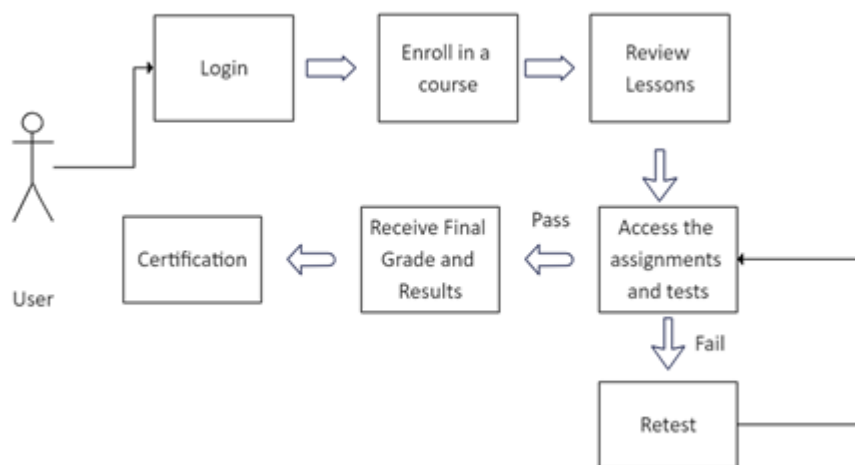 Login
Enroll in a
course
Review
Lessons
User
Certification
Receive Final
Grade and
Results
Pass
Access the
assignments
and tests
Fail
Retest